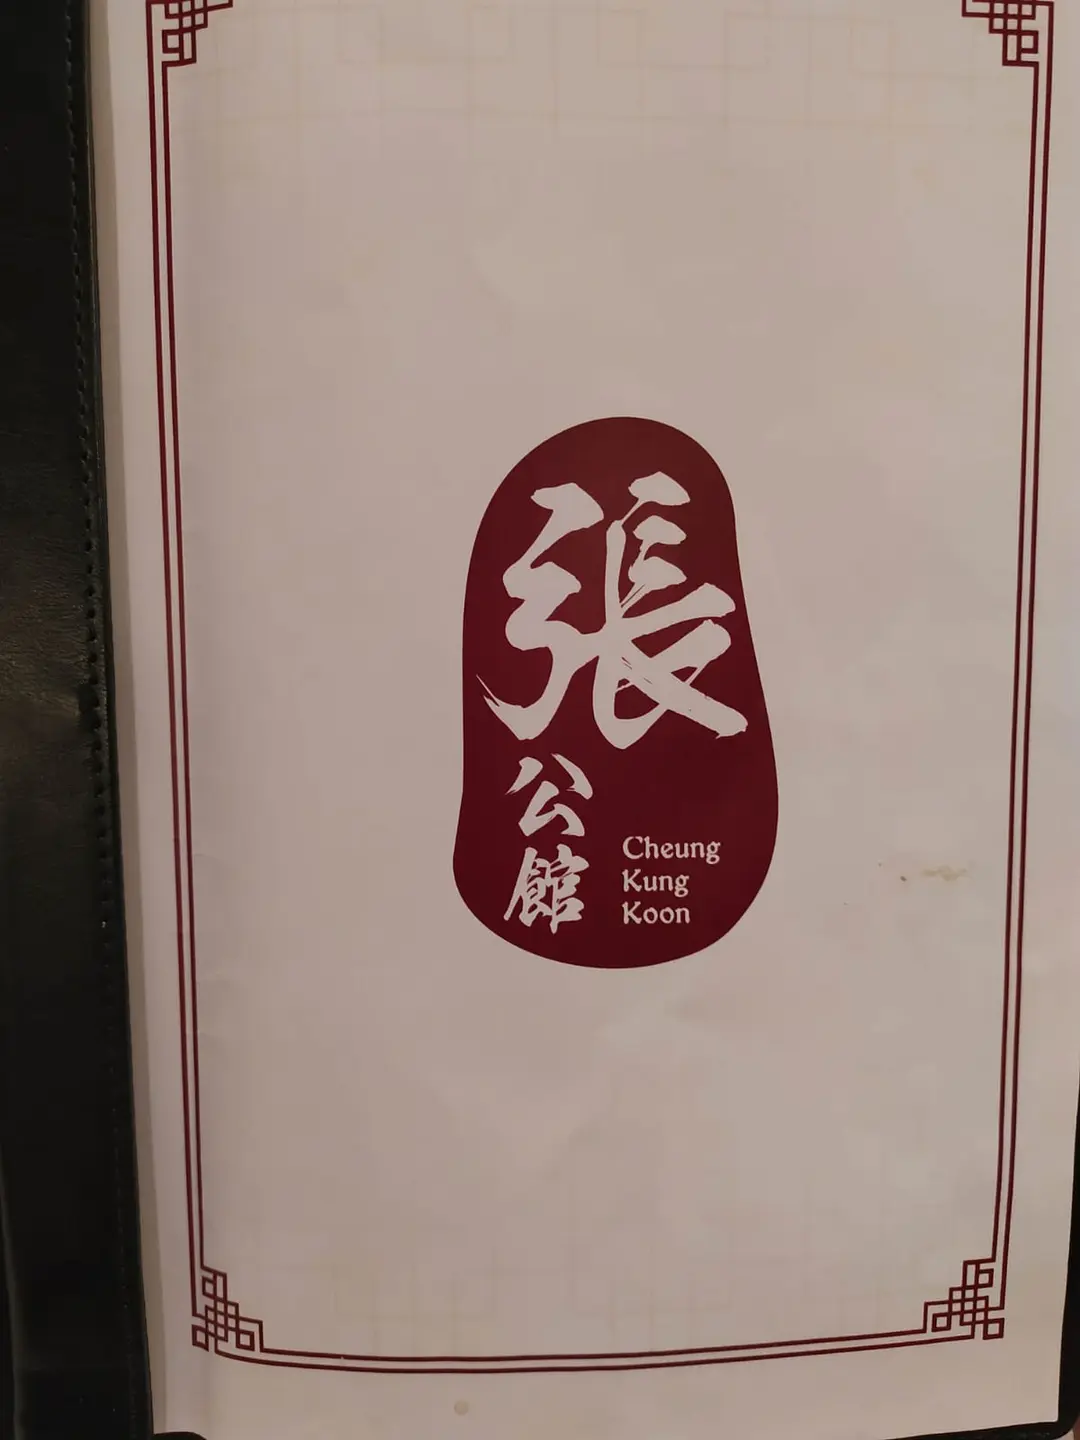 張
公
館
Cheung
Kung
Koon